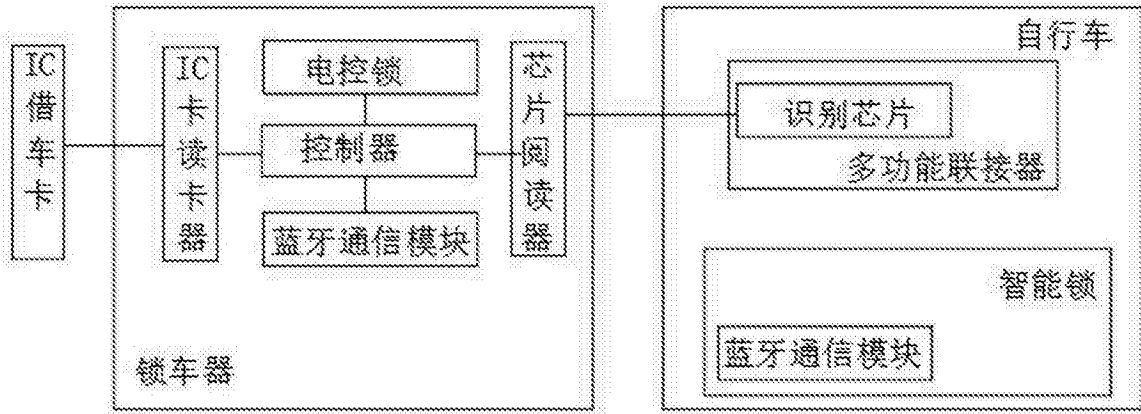 IC借车卡
IC卡读卡器
电控锁
控制器
蓝牙通信模块
芯片阅读器
锁车器
自行车
识别芯片
多功能联接器
智能锁
蓝牙通信模块